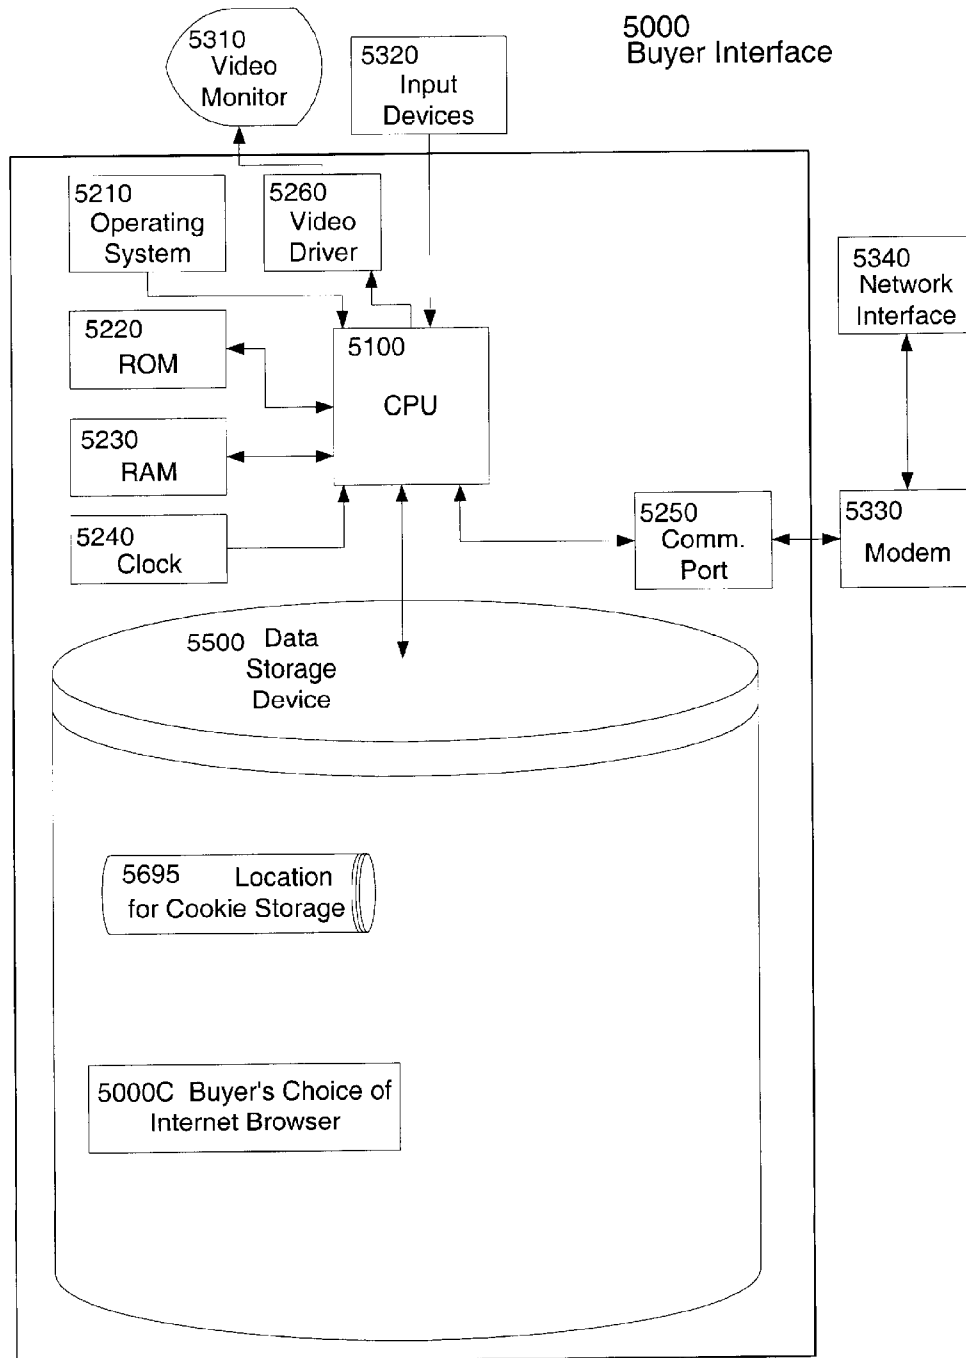 5000
Buyer Interface
5310
Video
Monitor
5320
Input
Devices
5210
Operating
System
5260
Video
Driver
5340
Network
Interface
5220
ROM
5100
CPU
5230
RAM
5240
Clock
5250
Comm.
Port
5330
Modem
5500 Data
Storage
Device
5695 Location
for Cookie Storage
5000C Buyer's Choice of
Internet Browser